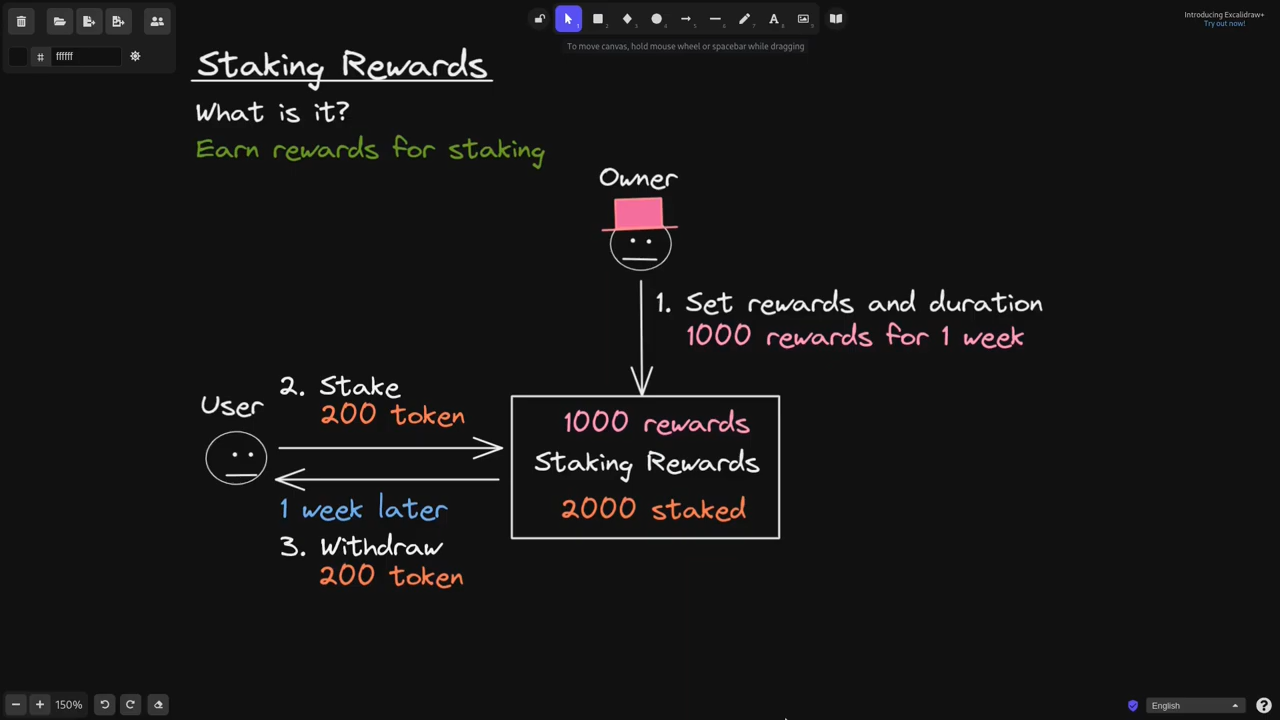 Introducing Excalidraw+
Try out now!
To move canvas, hold mouse wheel or spacebar while dragging
# ffffff
Staking Rewards
What is it?
Earn rewards for staking
Owner
1. Set rewards and duration
1000 rewards for 1 week
2. Stake
200 token
User
1000 rewards
Staking Rewards
2000 staked
1 week later
3. Withdraw
200 token
150%
English